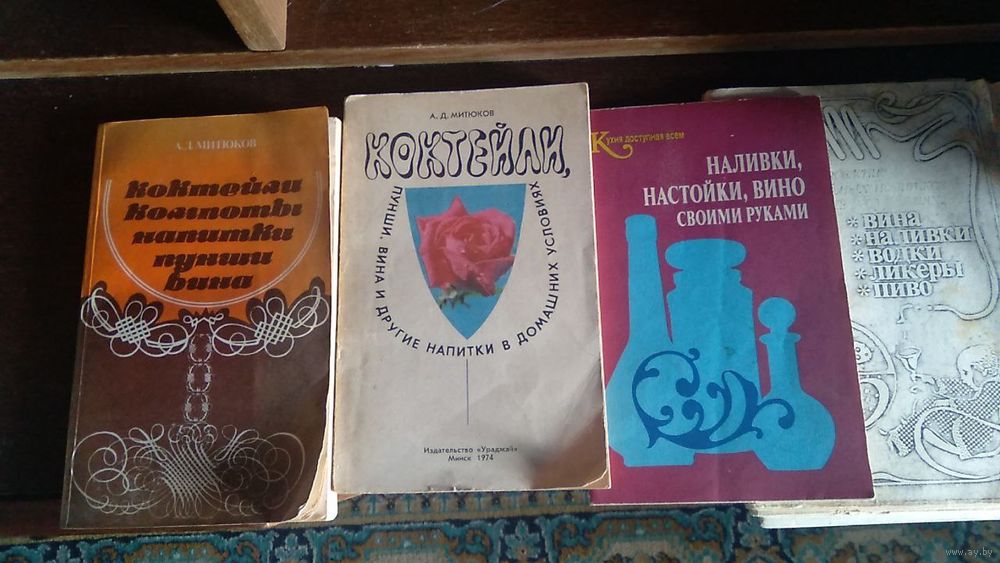 А. Д. МИТЮКОВ
коктейли
компоты
напитки
пунши
вина
А. Д. МИТЮКОВ
КОКТЕЙЛИ,
ПУНШИ, ВИНА И ДРУГИЕ НАПИТКИ В ДОМАШНИХ УСЛОВИЯХ
Издательство «Ураджай»
Минск 1974
Кухня доступная всем
НАЛИВКИ,
НАСТОЙКИ, ВИНО
СВОИМИ РУКАМИ
* ВИНА
* НАЛИВКИ
* ВОДКИ
* ЛИКЕРЫ
* ПИВО
www.ay.by